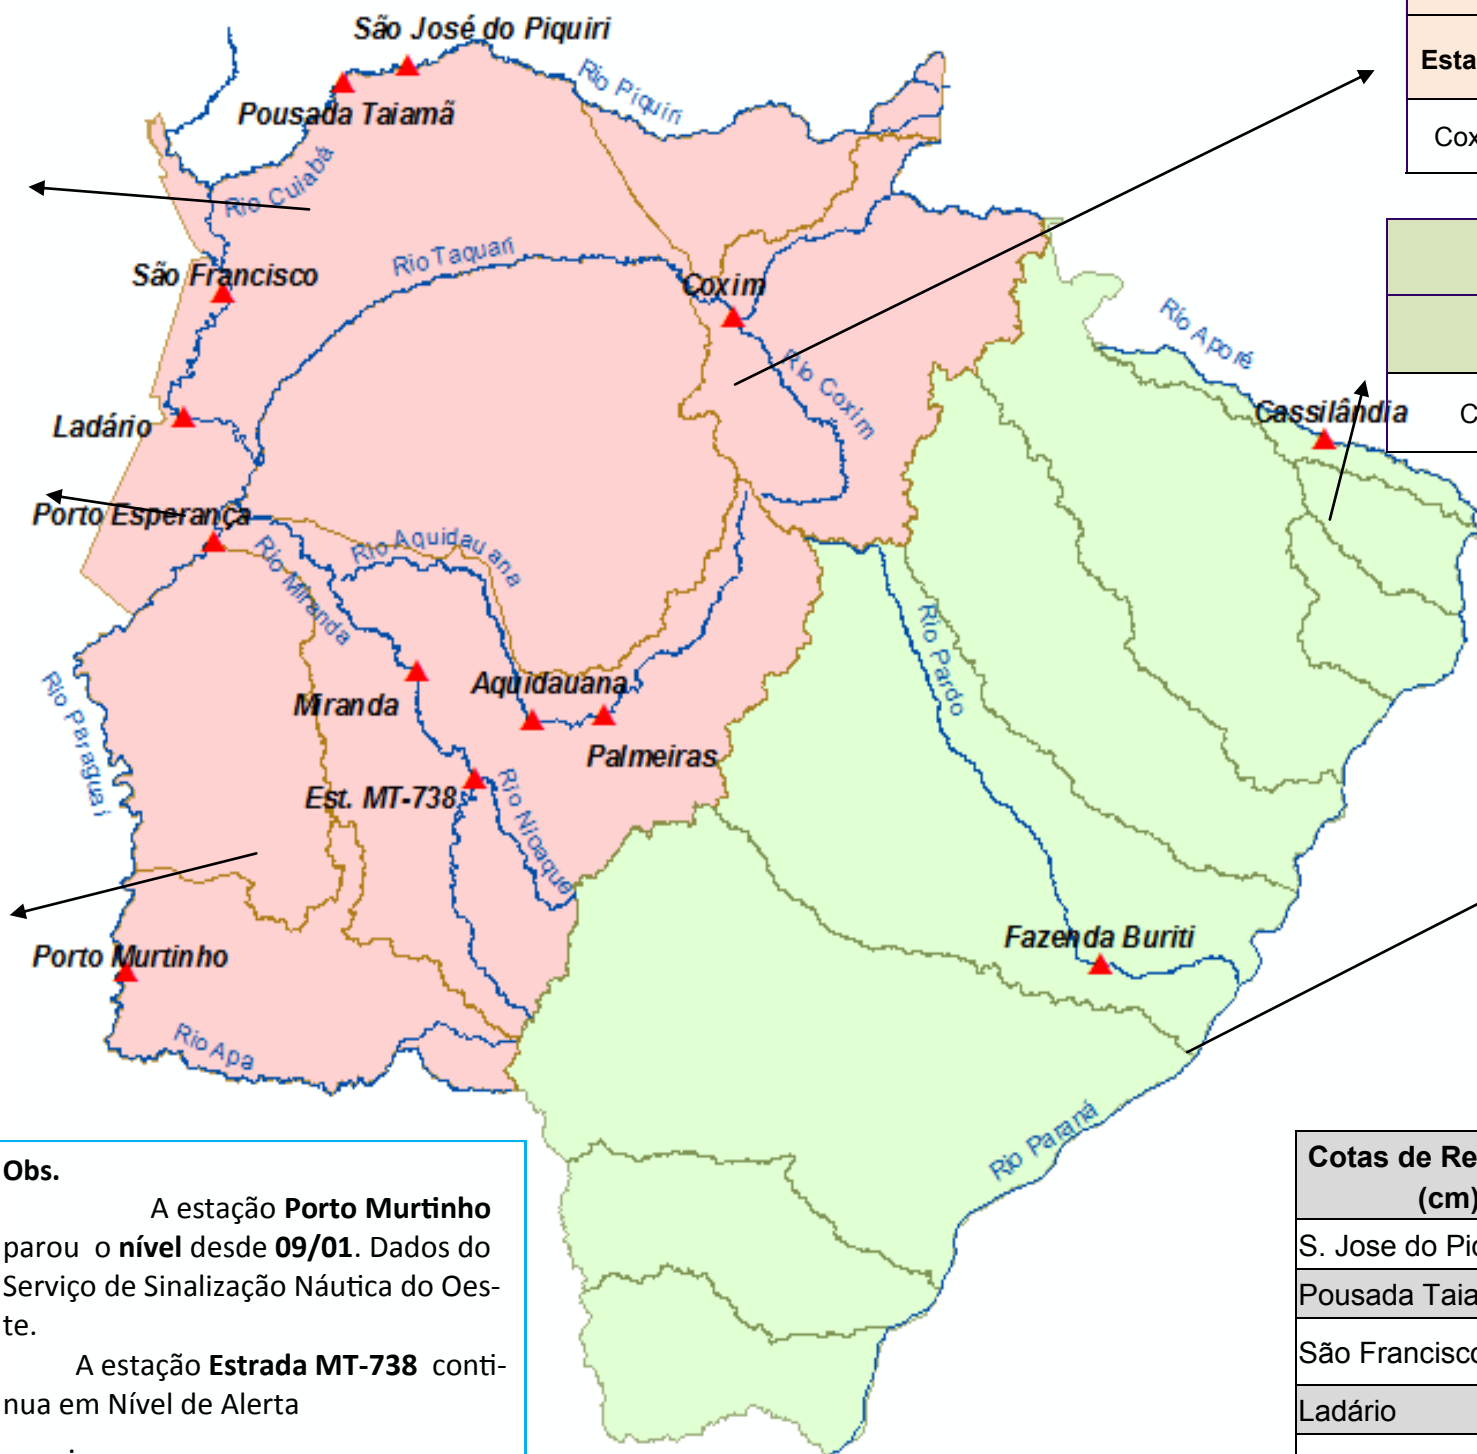 São José do Piquiri
Rio Piquiri
Pousada Taiamã
Rio Cuiabá
São Francisco
Rio Taquari
Coxim
Rio Coxim
Rio Aporé
Cassilândia
Ladário
Porto Esperança
Rio Miranda
Rio Aquidauana
Rio Pardo
Rio Paraguai
Miranda
Aquidauana
Palmeiras
Est. MT-738
Rio Nioaque
Fazenda Buriti
Porto Murtinho
Rio Apa
Rio Paraná
Esta
Cox
C
Obs.
A estação Porto Murtinho
parou o nível desde 09/01. Dados do
Serviço de Sinalização Náutica do Oes-
te.
A estação Estrada MT-738 conti-
nua em Nível de Alerta
.
Cotas de Re
(cm)
S. Jose do Pi
Pousada Taia
São Francisco
Ladário